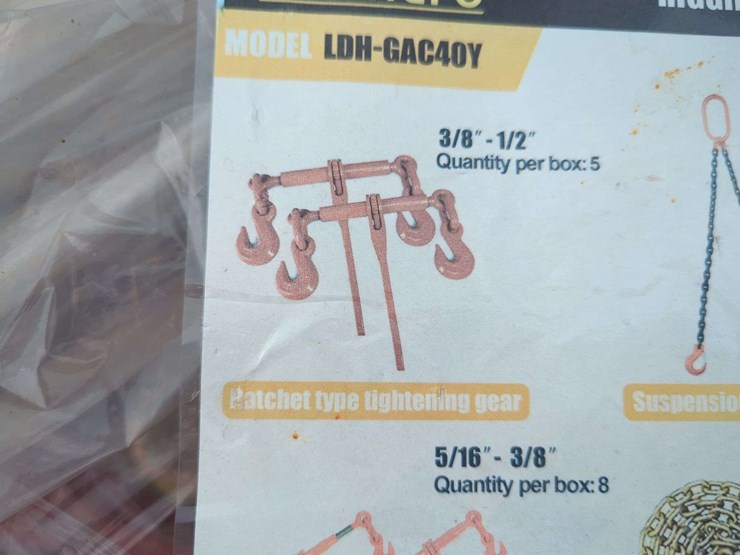 MODEL LDH-GAC40Y
3/8" - 1/2"
Quantity per box: 5
Ratchet type tightening gear
5/16" - 3/8"
Quantity per box: 8